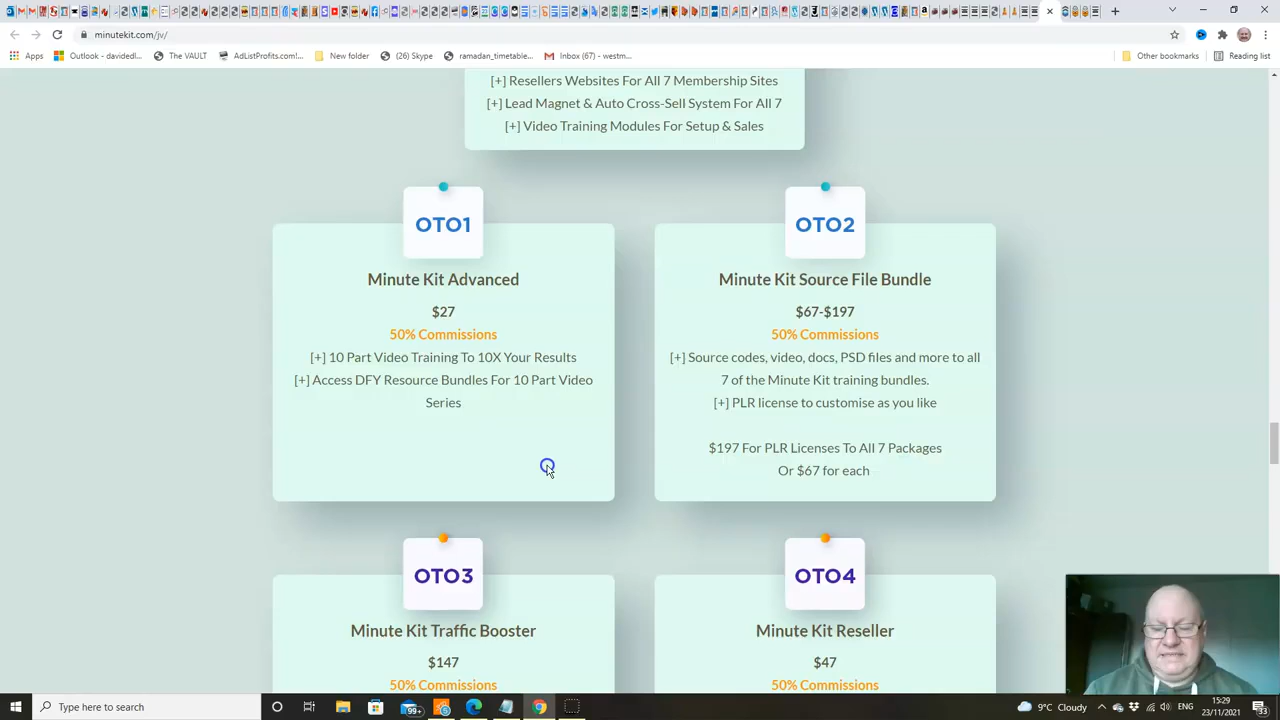 minutekit.com/jv/
Apps
Outlook - davidedl...
The VAULT
AdListProfits.com!...
New folder
(26) Skype
ramadan_timetable...
Inbox (67) - westm...
Other bookmarks
Reading list
[+] Resellers Websites For All 7 Membership Sites
[+] Lead Magnet & Auto Cross-Sell System For All 7
[+] Video Training Modules For Setup & Sales
OTO1
Minute Kit Advanced
$27
50% Commissions
[+] 10 Part Video Training To 10X Your Results
[+] Access DFY Resource Bundles For 10 Part Video
Series
OTO2
Minute Kit Source File Bundle
$67-$197
50% Commissions
[+] Source codes, video, docs, PSD files and more to all
7 of the Minute Kit training bundles.
[+] PLR license to customise as you like
$197 For PLR Licenses To All 7 Packages
Or $67 for each
OTO3
Minute Kit Traffic Booster
$147
50% Commissions
OTO4
Minute Kit Reseller
$47
50% Commissions
Type here to search
99+
9°C Cloudy
ENG
15:29
23/11/2021